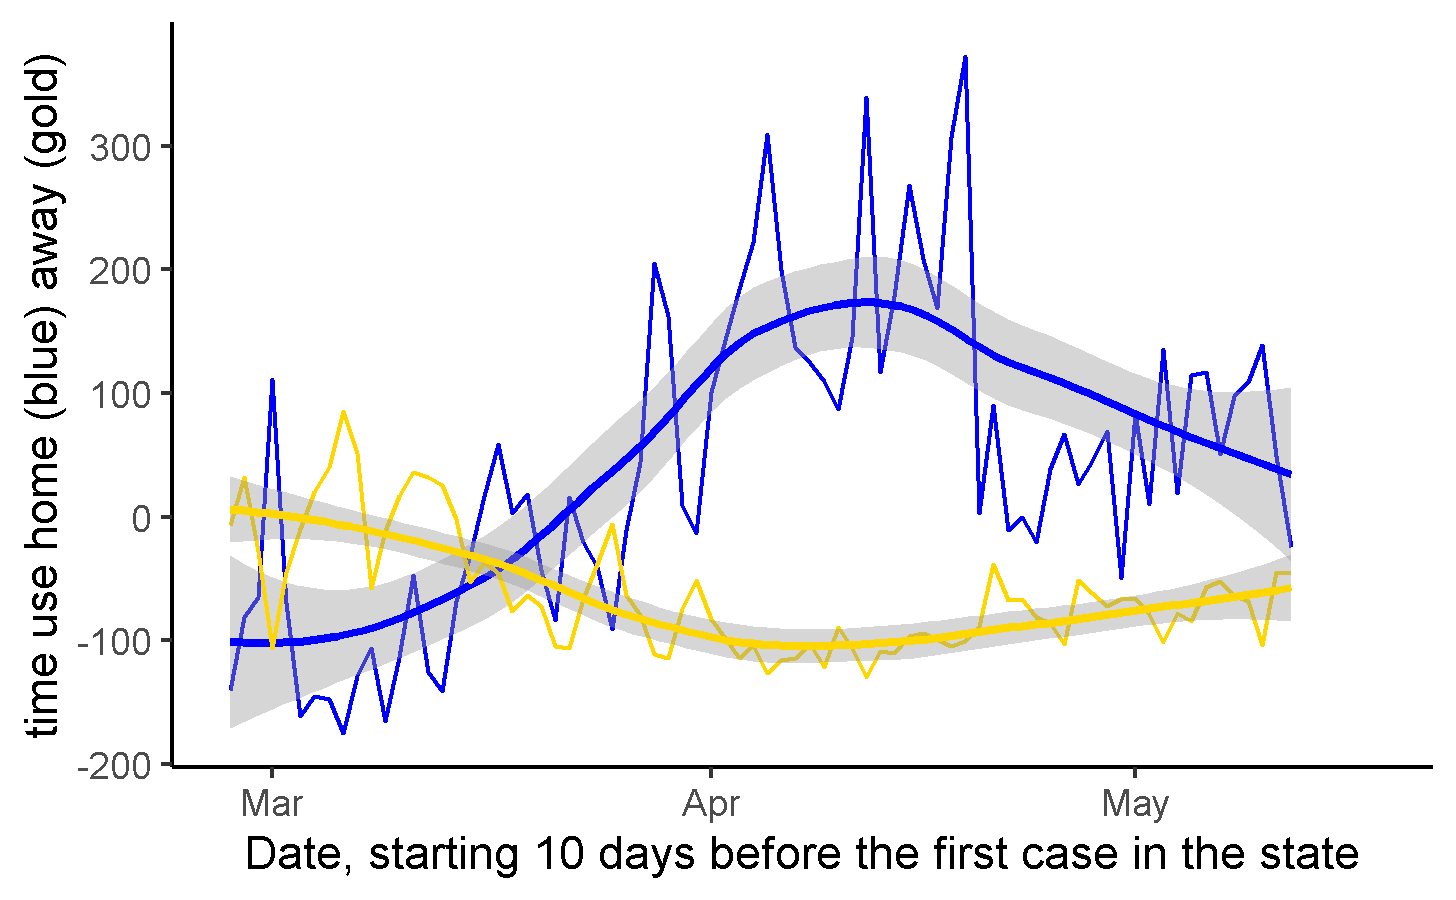 time use home (blue) away (gold)
300
200
100
0
-100
-200
Mar Apr May
Date, starting 10 days before the first case in the state